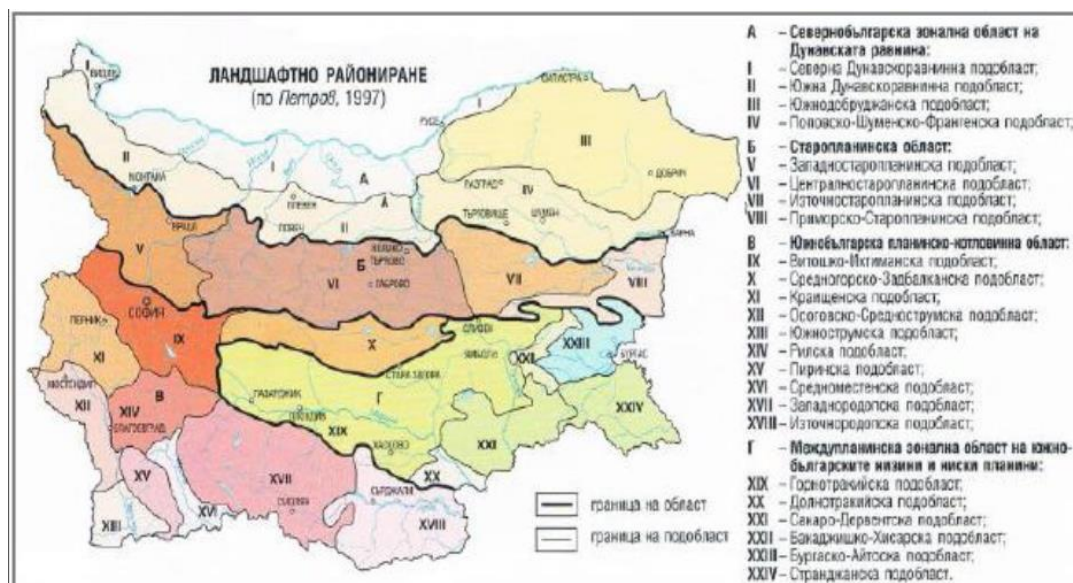 ЛАНДШАФТНО РАЙОНИРАНЕ
(по Петров, 1997)
I
ВИДИН
СИЛИСТРА
I
РУСЕ
II
МОНТАНА
I
А
III
ДОБРИЧ
ПЛЕВЕН
А
РАЗГРАД
IV
ВРАЦА
ЛОВЕЧ
II
ТЪРГОВИЩЕ
ШУМЕН
ВАРНА
V
Б
ВЕЛИКО
ТЪРНОВО
VI
ГАБРОВО
VII
VIII
СОФИЯ
СЛИВЕН
ПЕРНИК
IX
X
ЯМБОЛ
XXII
XXIII
БУРГАС
XI
СТАРА ЗАГОРА
КЮСТЕНДИЛ
ПАЗАРДЖИК
Г
XII
В
XIV
БЛАГОЕВГРАД
ПЛОВДИВ
XIX
ХАСКОВО
XXI
XXIV
XV
XVII
XX
СМОЛЯН
КЪРДЖАЛИ
XIII
XVI
XVIII
граница на област
граница на подобласт
А – Севернобългарска зонална област на
Дунавската равнина:
I – Северна Дунавскоравнинна подобласт;
II – Южна Дунавскоравнинна подобласт;
III – Южнодобруджанска подобласт;
IV – Поповско-Шуменско-Франгенска подобласт;
Б – Старопланинска област:
V – Западностаропланинска подобласт;
VI – Централностаропланинска подобласт;
VII – Източностаропланинска подобласт;
VIII – Приморско-Старопланинска подобласт;
В – Южнобългарска планинско-котловинна област:
IX – Витошко-Ихтиманска подобласт;
X – Средногорско-Задбалканска подобласт;
XI – Краищенска подобласт;
XII – Осоговско-Средностружка подобласт;
XIII – Южнострумска подобласт;
XIV – Рилска подобласт;
XV – Пиринска подобласт;
XVI – Средноместенска подобласт;
XVII – Западнородопска подобласт;
XVIII – Източнородопска подобласт;
Г – Междупланинска зонална област на южно-
българските низини и ниски планини:
XIX – Горнотракийска подобласт;
XX – Долнотракийска подобласт;
XXI – Сакаро-Дервентска подобласт;
XXII – Бакаджишко-Хисарска подобласт;
XXIII – Бургаско-Айтоска подобласт;
XXIV – Странджанска подобласт.